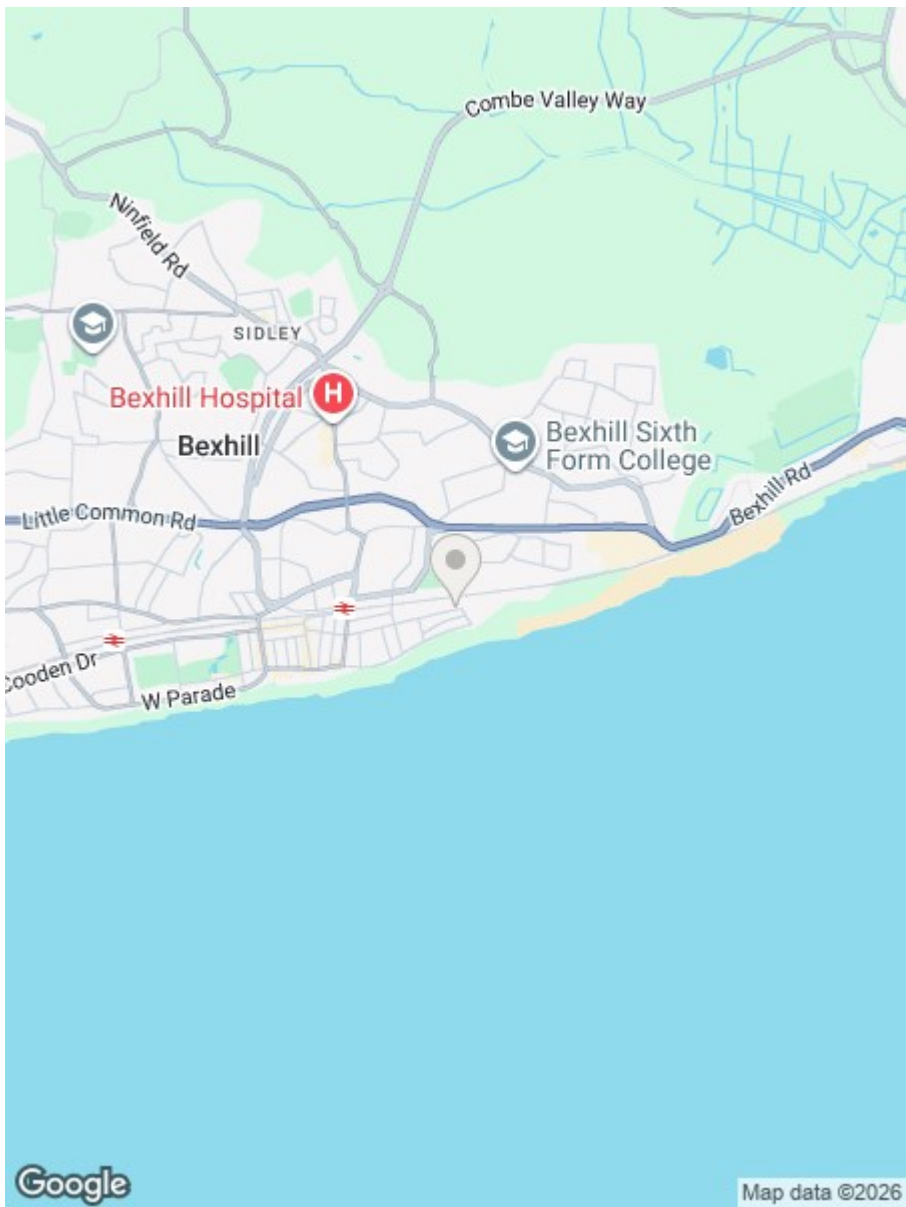 Combe Valley Way
Ninfield Rd
SIDLEY
Bexhill Hospital
H
Bexhill
Bexhill Sixth
Form College
Bexhill Rd
Little Common Rd
Cooden Dr
W Parade
Google
Map data ©2026